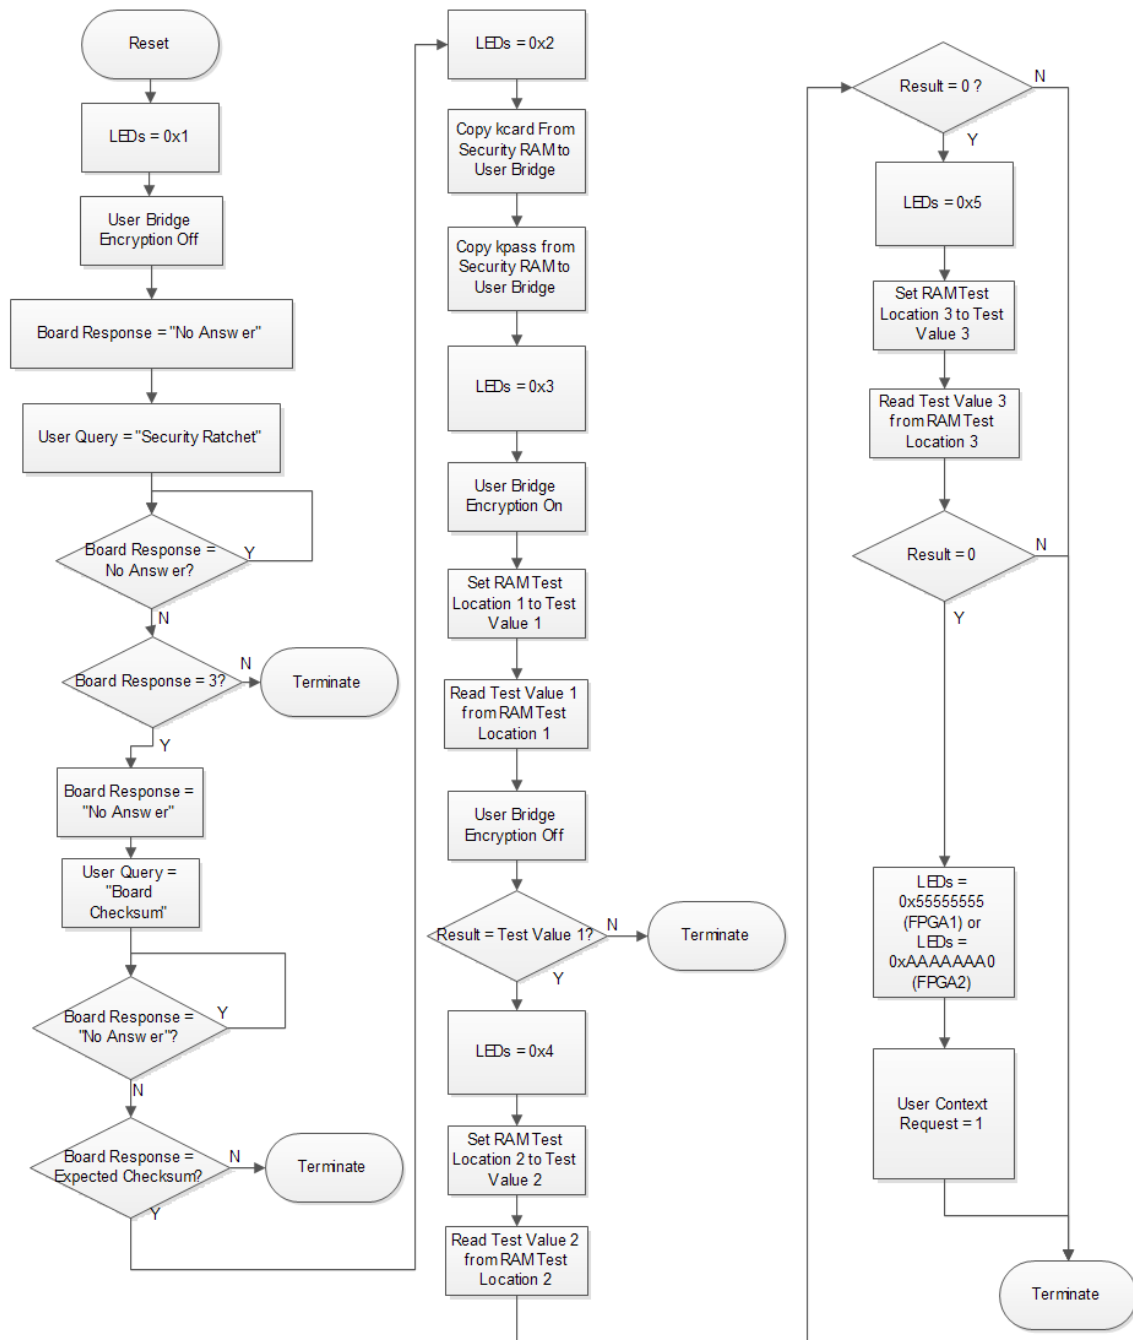 Reset
LEDs = 0x1
User Bridge
Encryption Off
Board Response = "No Answer"
User Query = "Security Ratchet"
Board Response =
No Answer?
Y
N
Board Response = 3?
N
Terminate
Y
Board Response =
"No Answer"
User Query =
"Board
Checksum"
Board Response =
"No Answer"?
Y
N
Board Response =
Expected Checksum?
N
Terminate
Y
LEDs = 0x2
Copy kcard From
Security RAM to
User Bridge
Copy kpass from
Security RAM to
User Bridge
LEDs = 0x3
User Bridge
Encryption On
Set RAM Test
Location 1 to Test
Value 1
Read Test Value 1
from RAM Test
Location 1
User Bridge
Encryption Off
Result = Test Value 1?
N
Terminate
Y
LEDs = 0x4
Set RAM Test
Location 2 to Test
Value 2
Read Test Value 2
from RAM Test
Location 2
Result = 0 ?
N
Y
LEDs = 0x5
Set RAM Test
Location 3 to Test
Value 3
Read Test Value 3
from RAM Test
Location 3
Result = 0
N
Y
LEDs =
0x55555555
(FPGA1) or
LEDs =
0xAAAAAAA0
(FPGA2)
User Context
Request = 1
Terminate